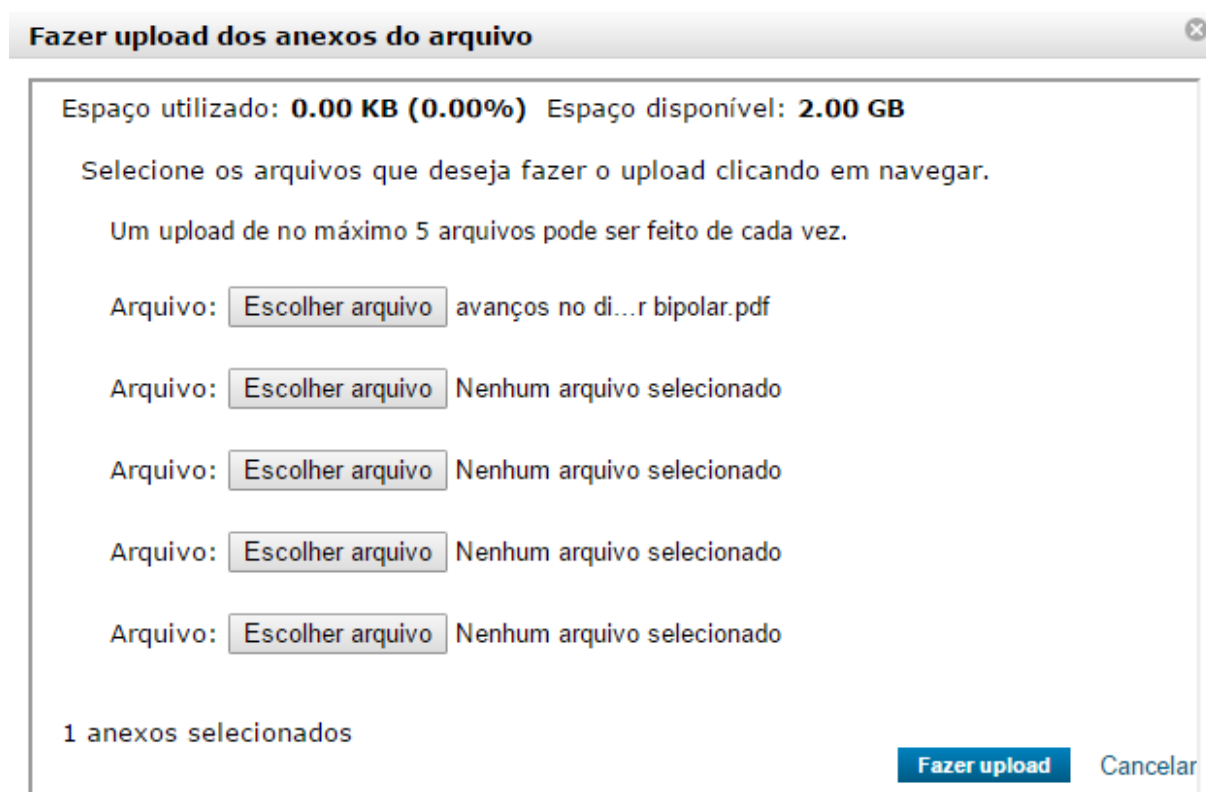 Fazer upload dos anexos do arquivo
Espaço utilizado: 0.00 KB (0.00%) Espaço disponível: 2.00 GB
Selecione os arquivos que deseja fazer o upload clicando em navegar.
Um upload de no máximo 5 arquivos pode ser feito de cada vez.
Arquivo: Escolher arquivo avanços no di...r bipolar.pdf
Arquivo: Escolher arquivo Nenhum arquivo selecionado
Arquivo: Escolher arquivo Nenhum arquivo selecionado
Arquivo: Escolher arquivo Nenhum arquivo selecionado
Arquivo: Escolher arquivo Nenhum arquivo selecionado
1 anexos selecionados
Fazer upload Cancelar